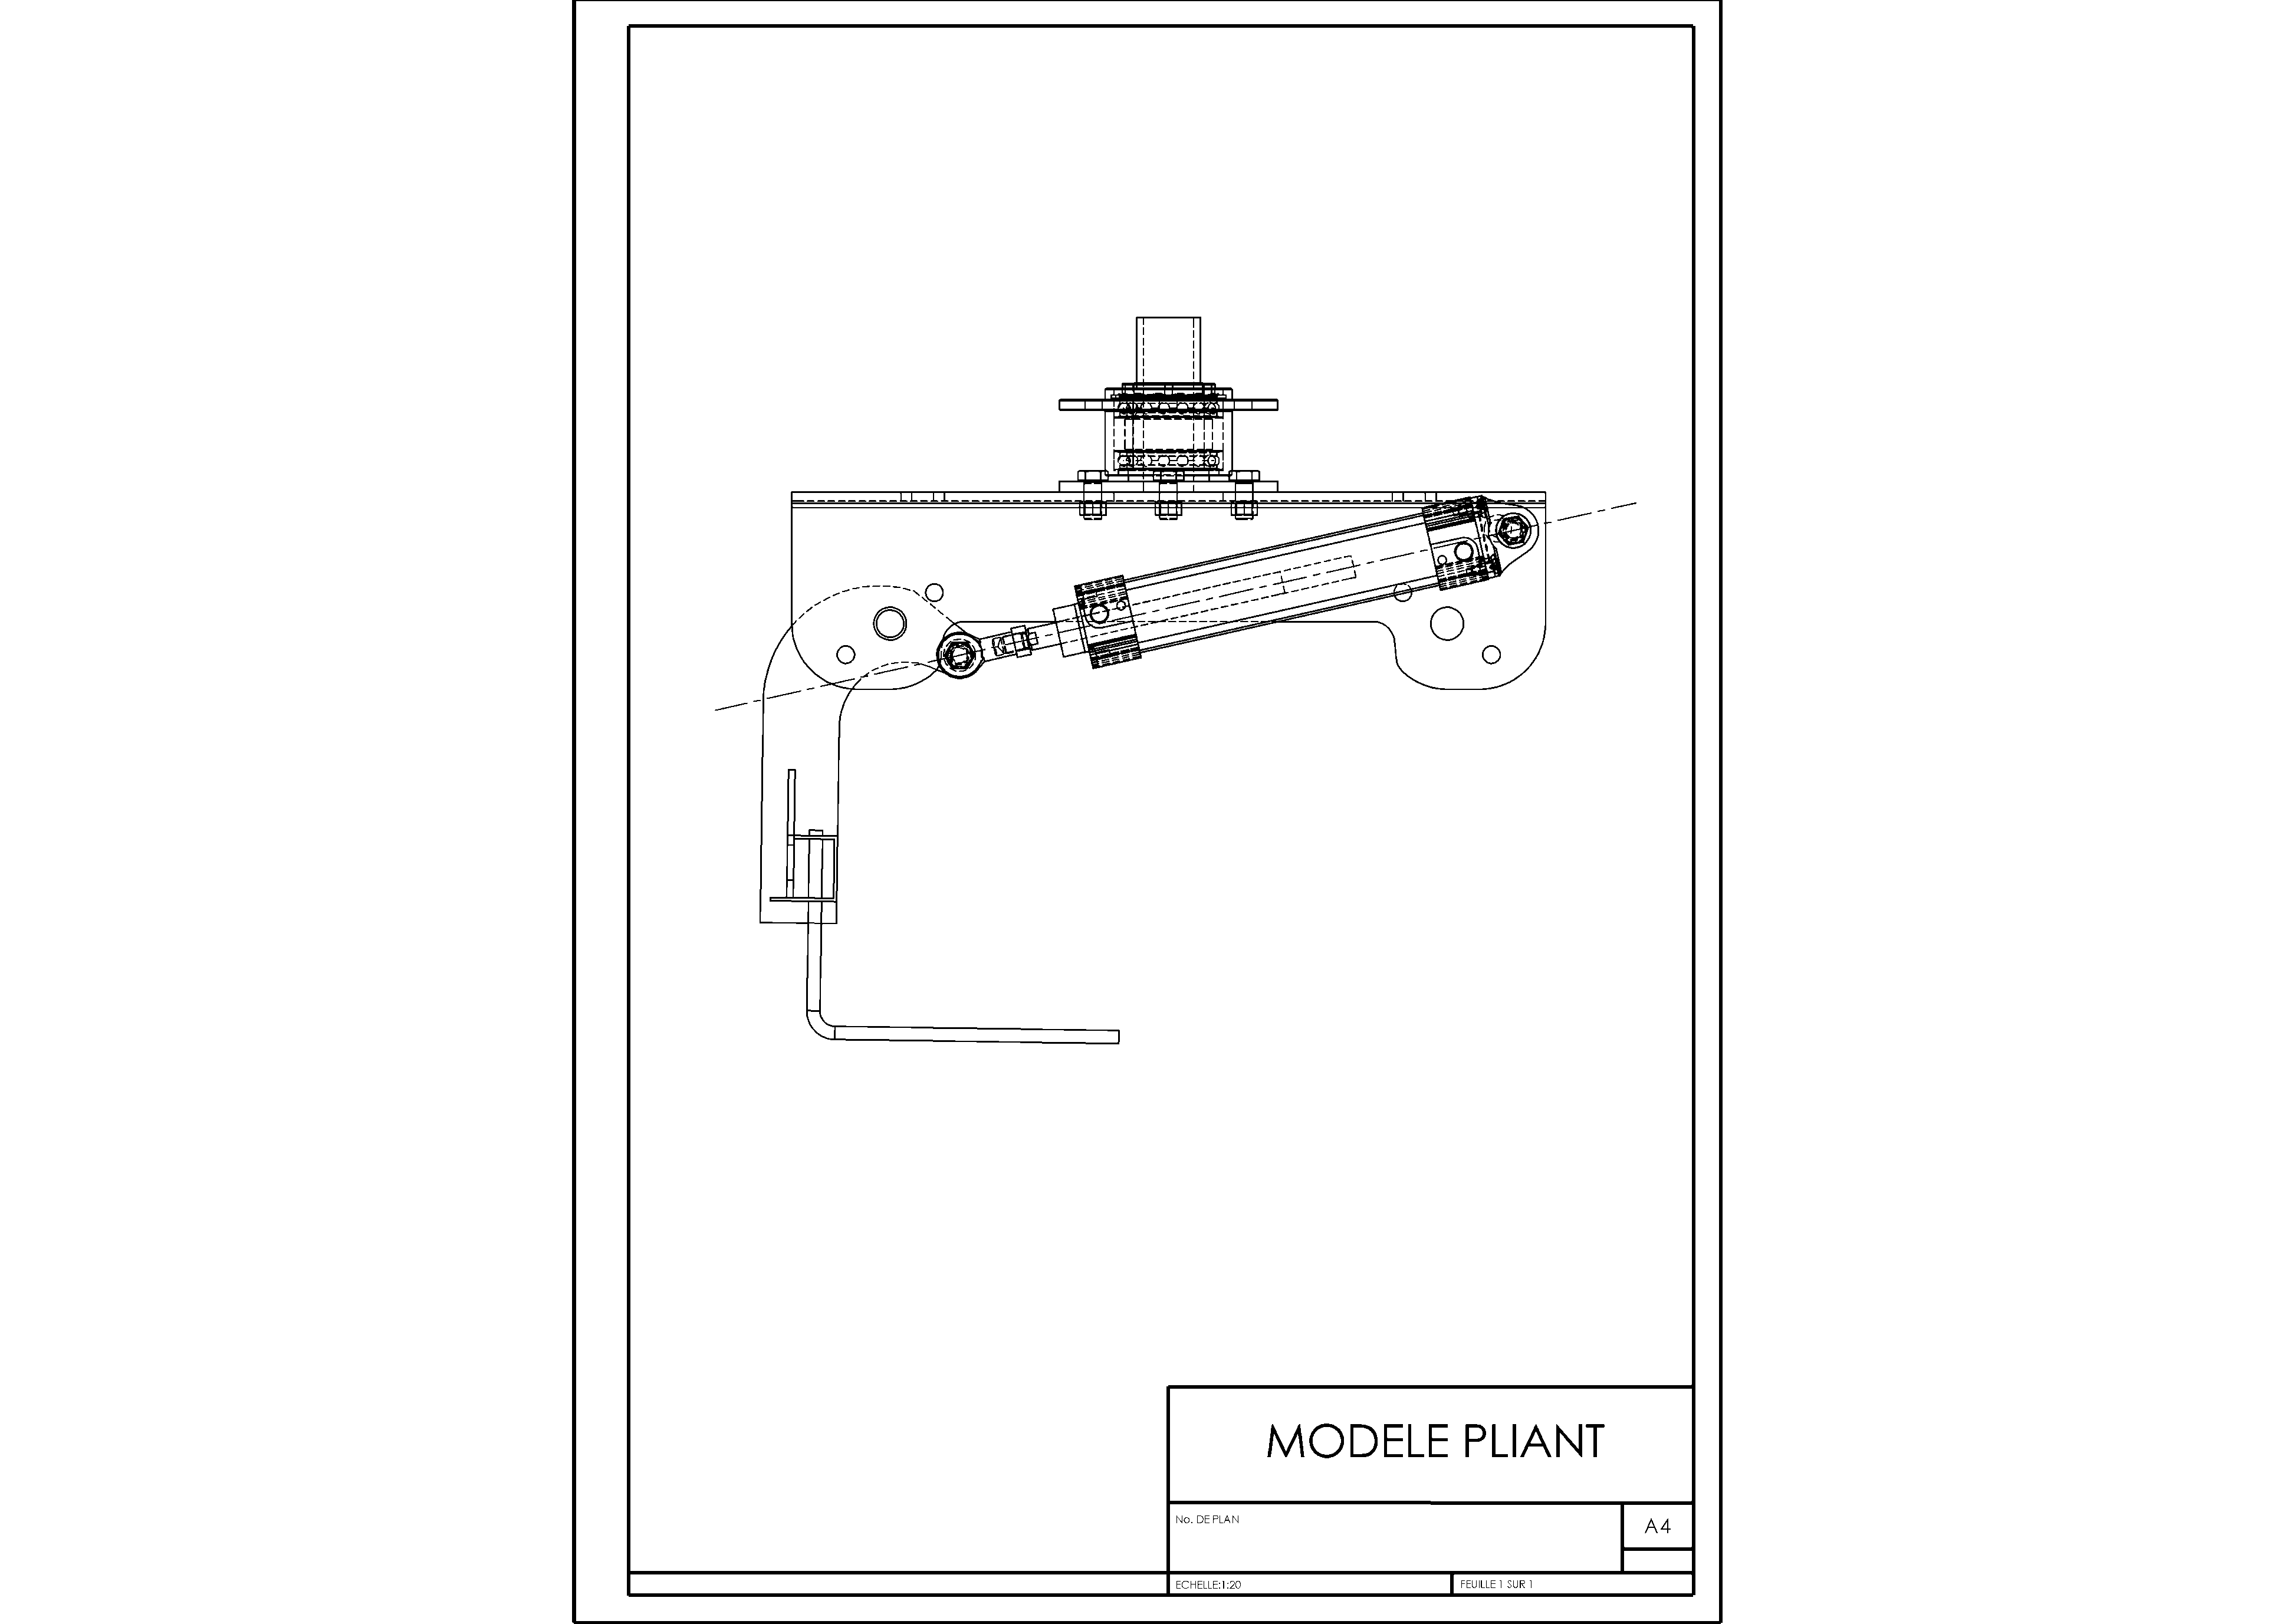 MODELE PLIANT
No. DE PLAN
A4
ECHELLE:1:20
FEUILLE 1 SUR 1